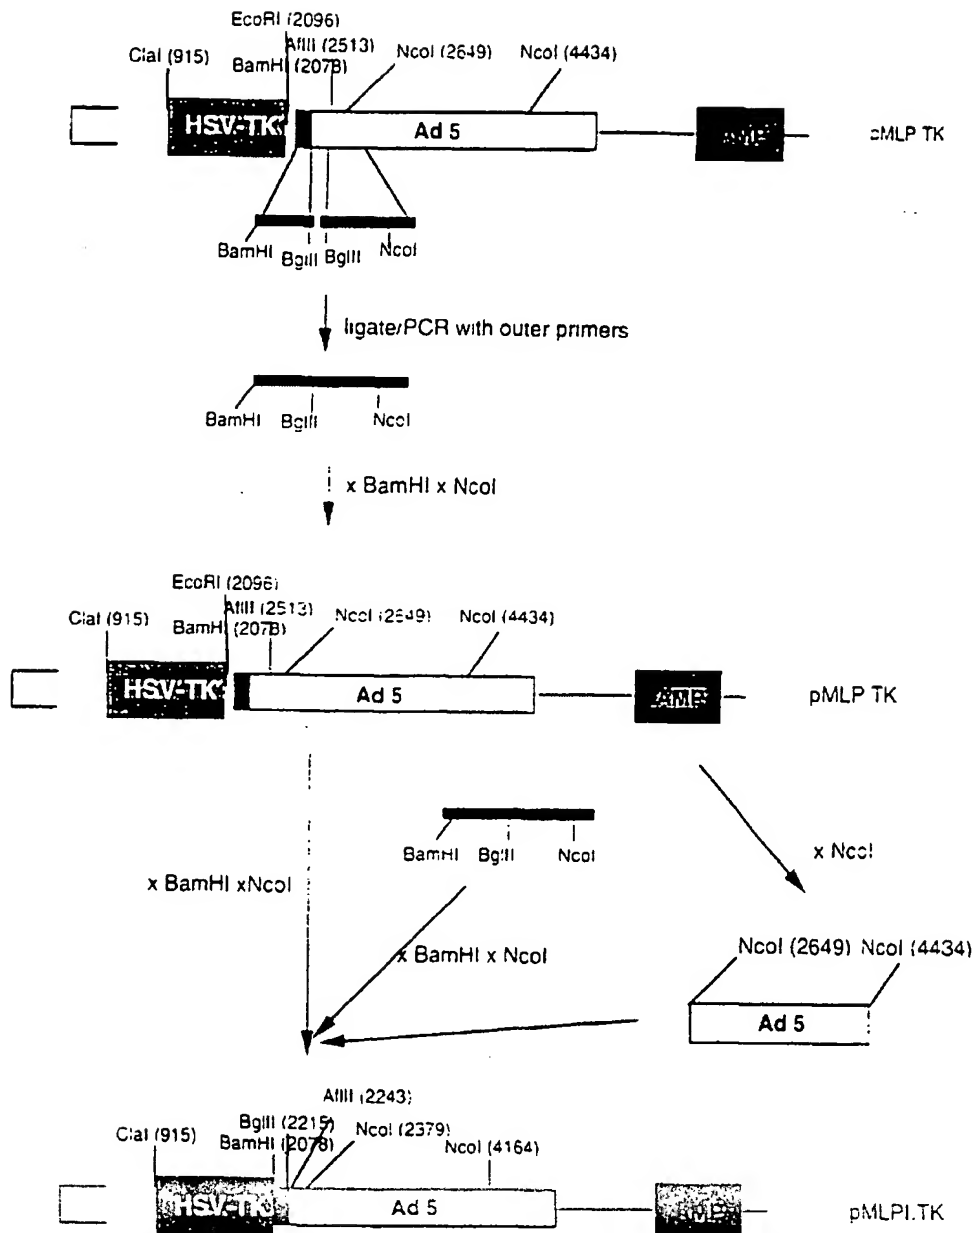 EcoRI (2096)
AflII (2513)
ClaI (915)
BamHI (2078)
NcoI (2649)
NcoI (4434)
HSV-TK
Ad 5
AMP
pMLP TK
BamHI
BglII
BglII
NcoI
ligate/PCR with outer primers
BamHI
BglII
NcoI
x BamHI x NcoI
EcoRI (2096)
AflII (2513)
ClaI (915)
BamHI (2078)
NcoI (2649)
NcoI (4434)
HSV-TK
Ad 5
AMP
pMLP TK
BamHI
BglII
NcoI
x NcoI
x BamHI xNcoI
x BamHI x NcoI
NcoI (2649) NcoI (4434)
Ad 5
AflII (2243)
BglII (2215)
ClaI (915)
BamHI (2078)
NcoI (2379)
NcoI (4164)
HSV-TK
Ad 5
AMP
pMLPI.TK